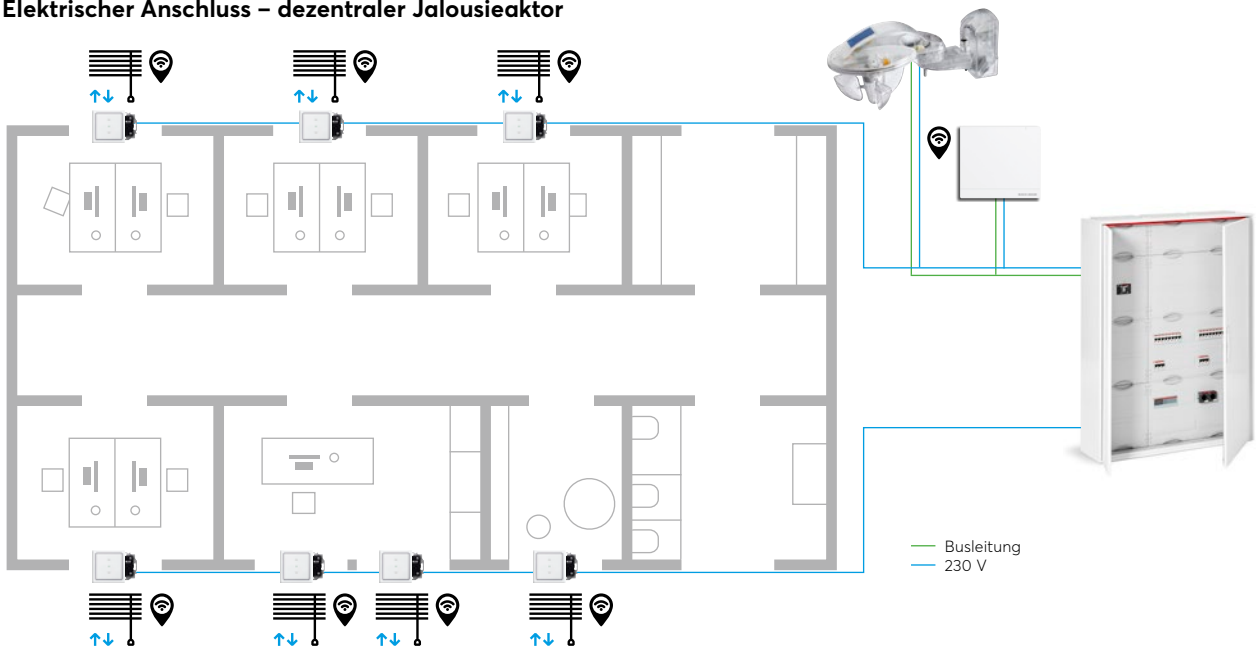 Elektrischer Anschluss – dezentraler Jalousieaktor
Busleitung
230 V